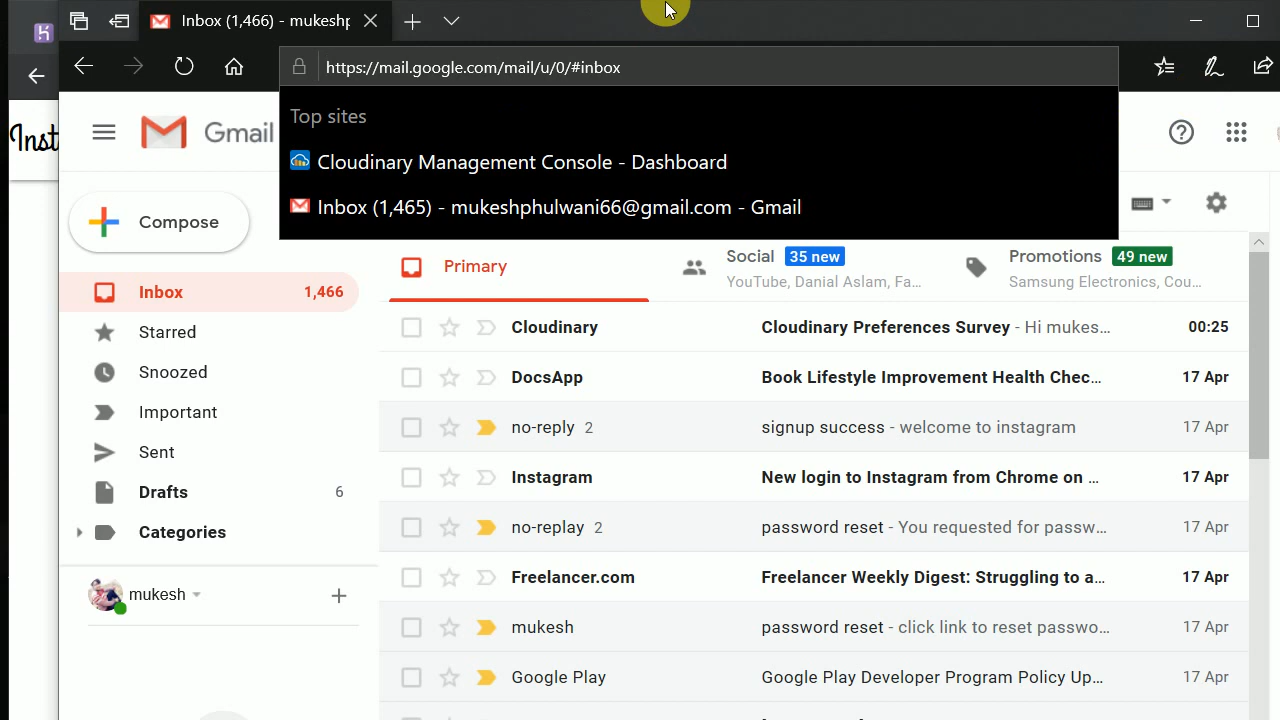 Inbox (1,466) - mukeshp
https://mail.google.com/mail/u/0/#inbox
Inst
Gmail
Top sites
Cloudinary Management Console - Dashboard
Inbox (1,465) - mukeshphulwani66@gmail.com - Gmail
Compose
Primary
Social 35 new
YouTube, Danial Aslam, Fa...
Promotions 49 new
Samsung Electronics, Cou...
Inbox 1,466
Starred
Snoozed
Important
Sent
Drafts 6
Categories
mukesh
Cloudinary Cloudinary Preferences Survey - Hi mukes... 00:25
DocsApp Book Lifestyle Improvement Health Chec... 17 Apr
no-reply 2 signup success - welcome to instagram 17 Apr
Instagram New login to Instagram from Chrome on ... 17 Apr
no-replay 2 password reset - You requested for passw... 17 Apr
Freelancer.com Freelancer Weekly Digest: Struggling to a... 17 Apr
mukesh password reset - click link to reset passwo... 17 Apr
Google Play Google Play Developer Program Policy Up... 17 Apr